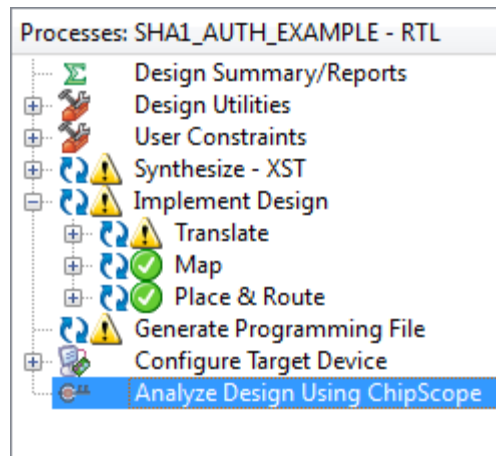 Processes: SHA1_AUTH_EXAMPLE - RTL
Design Summary/Reports
Design Utilities
User Constraints
Synthesize - XST
Implement Design
Translate
Map
Place & Route
Generate Programming File
Configure Target Device
Analyze Design Using ChipScope